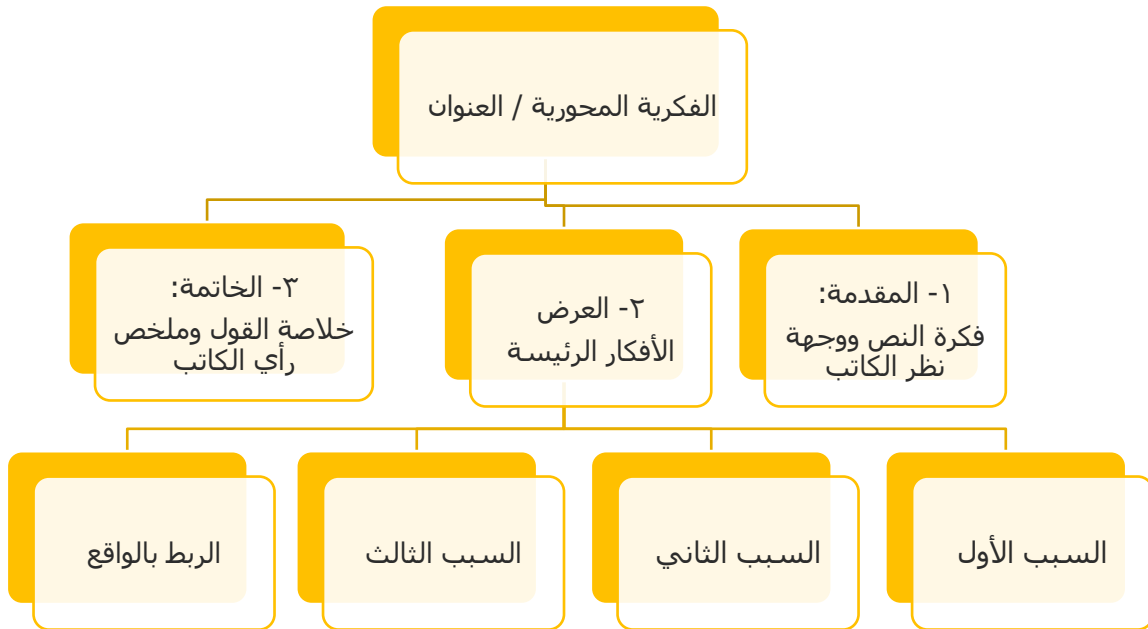 الفكرية المحورية / العنوان
١- المقدمة:
فكرة النص ووجهة
نظر الكاتب
٢- العرض
الأفكار الرئيسة
٣- الخاتمة:
خلاصة القول وملخص
رأي الكاتب
السبب الأول
السبب الثاني
السبب الثالث
الربط بالواقع